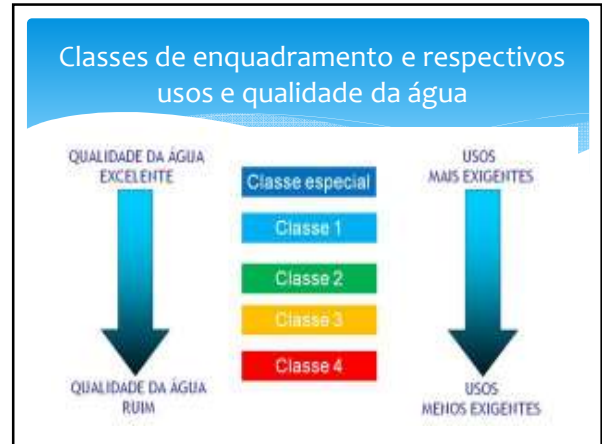 Classes de enquadramento e respectivos
usos e qualidade da água
QUALIDADE DA ÁGUA
EXCELENTE
USOS
MAIS EXIGENTES
Classe especial
Classe 1
Classe 2
Classe 3
Classe 4
QUALIDADE DA ÁGUA
RUIM
USOS
MENOS EXIGENTES